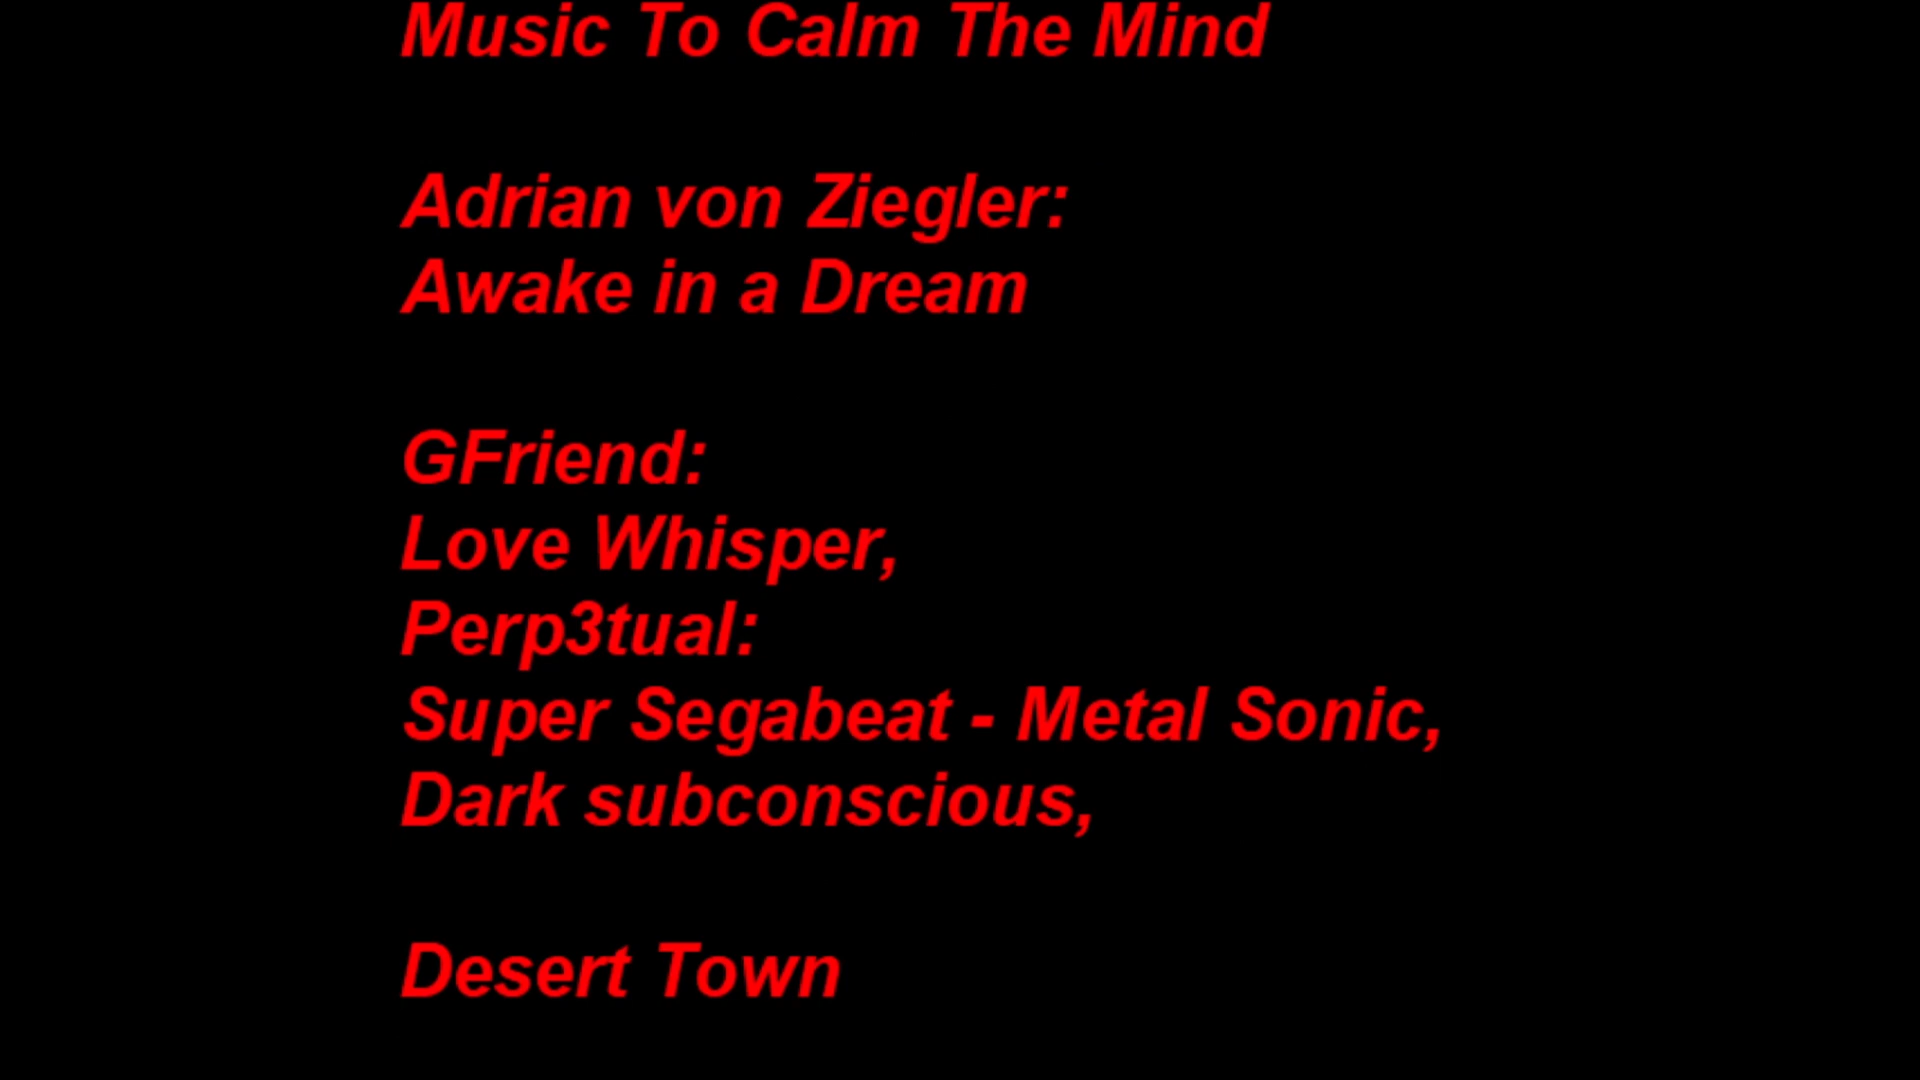 Music To Calm The Mind
Adrian von Ziegler:
Awake in a Dream
GFriend:
Love Whisper,
Perp3tual:
Super Segabeat - Metal Sonic,
Dark subconscious,
Desert Town